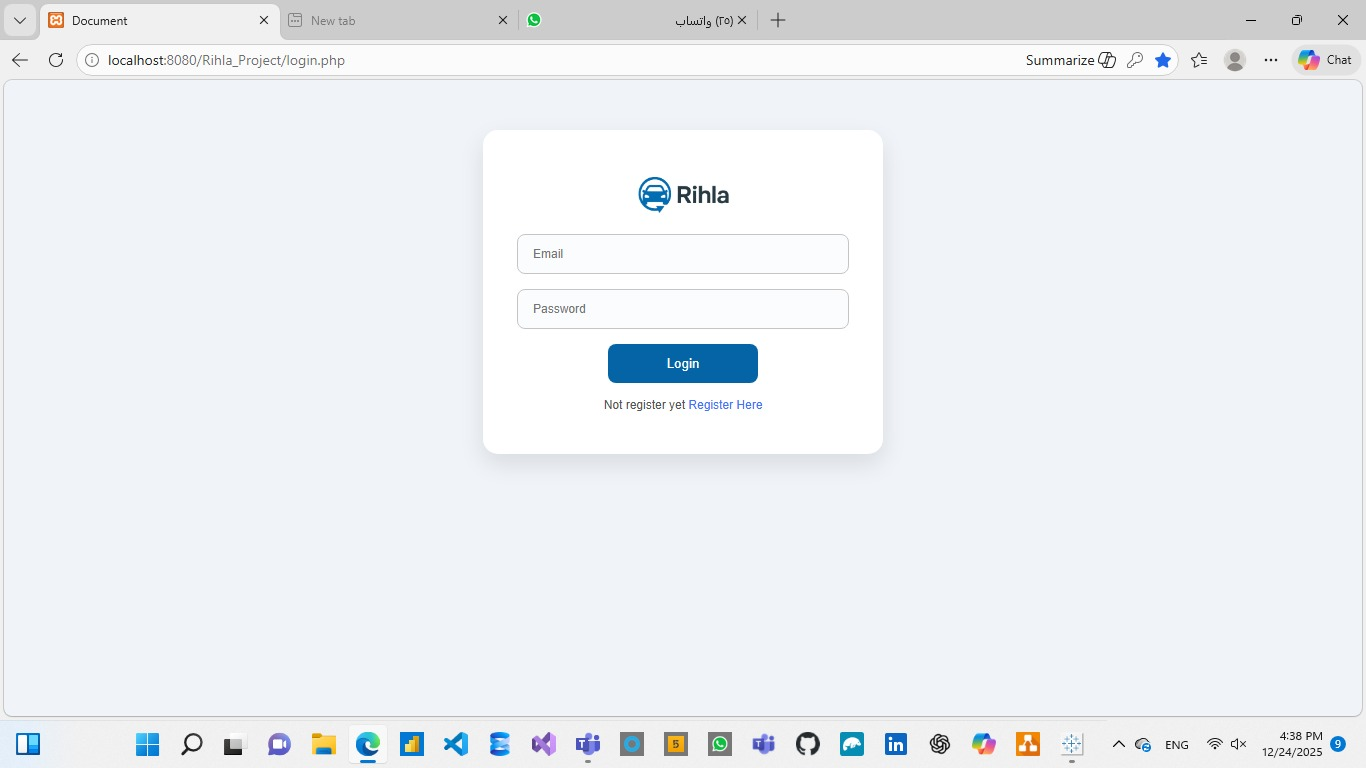 Document
New tab
(٢٥) واتساب
localhost:8080/Rihla_Project/login.php
Summarize
Chat
Rihla
Email
Password
Login
Not register yet Register Here
5
ENG
4:38 PM
12/24/2025
9